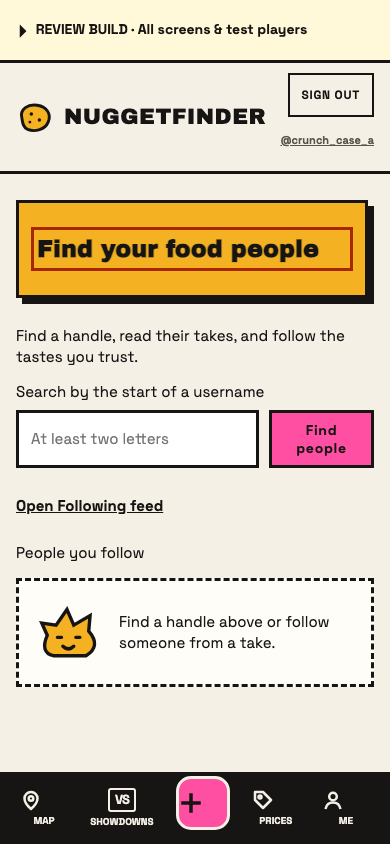 REVIEW BUILD · All screens & test players
SIGN OUT
NUGGETFINDER
@crunch_case_a
Find your food people
Find a handle, read their takes, and follow the
tastes you trust.
Search by the start of a username
At least two letters
Find
people
Open Following feed
People you follow
Find a handle above or follow
someone from a take.
VS
MAP
SHOWDOWNS
PRICES
ME